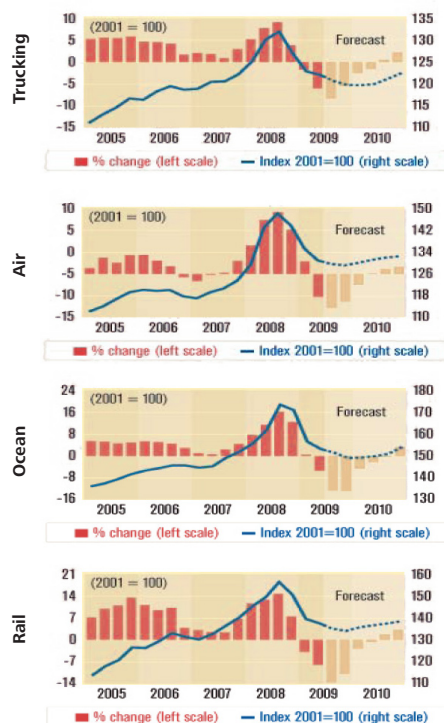 Trucking
(2001 = 100)
Forecast
10
5
0
-5
-10
-15
135
130
125
120
115
110
2005 2006 2007 2008 2009 2010
% change (left scale) Index 2001=100 (right scale)
Air
(2001 = 100)
Forecast
10
5
0
-5
-10
-15
150
142
134
126
118
110
2005 2006 2007 2008 2009 2010
% change (left scale) Index 2001=100 (right scale)
Ocean
(2001 = 100)
Forecast
24
16
8
0
-8
-16
180
170
160
150
140
130
2005 2006 2007 2008 2009 2010
% change (left scale) Index 2001=100 (right scale)
Rail
(2001 = 100)
Forecast
21
14
7
0
-7
-14
160
150
140
130
120
110
2005 2006 2007 2008 2009 2010
% change (left scale) Index 2001=100 (right scale)